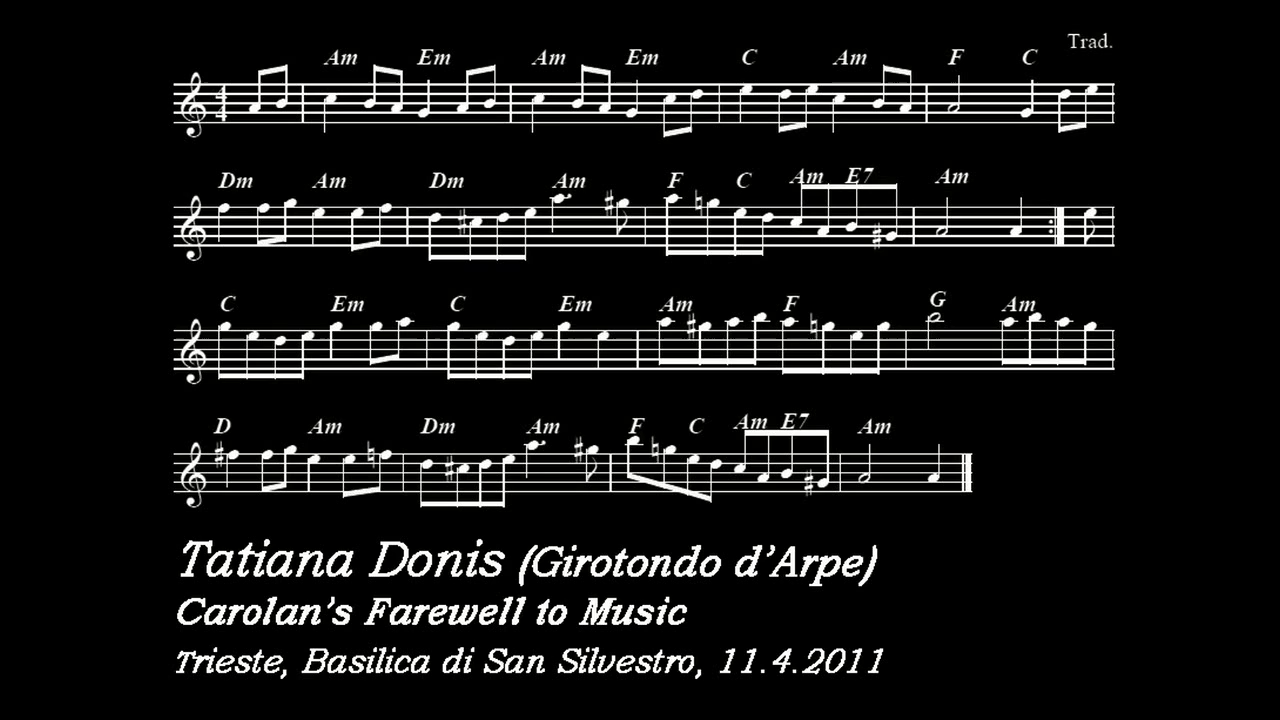 Trad.
Am Em Am Em C Am F C
4
4
Dm Am Dm Am F C Am E7 Am
C Em C Em Am F G Am
D Am Dm Am F C Am E7 Am
Tatiana Donis (Girotondo d'Arpe)
Carolan's Farewell to Music
Trieste, Basilica di San Silvestro, 11.4.2011